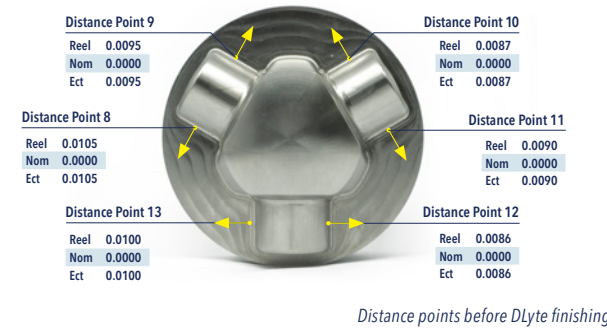 Distance Point 9
Reel 0.0095
Nom 0.0000
Ect 0.0095
Distance Point 10
Reel 0.0087
Nom 0.0000
Ect 0.0087
Distance Point 8
Reel 0.0105
Nom 0.0000
Ect 0.0105
Distance Point 11
Reel 0.0090
Nom 0.0000
Ect 0.0090
Distance Point 13
Reel 0.0100
Nom 0.0000
Ect 0.0100
Distance Point 12
Reel 0.0086
Nom 0.0000
Ect 0.0086
Distance points before DLyte finishing